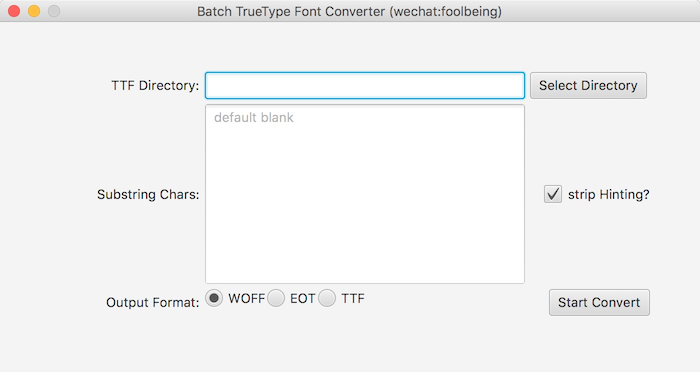 Batch TrueType Font Converter (wechat:foolbeing)
TTF Directory:
Select Directory
default blank
Substring Chars:
strip Hinting?
Output Format:
WOFF
EOT
TTF
Start Convert